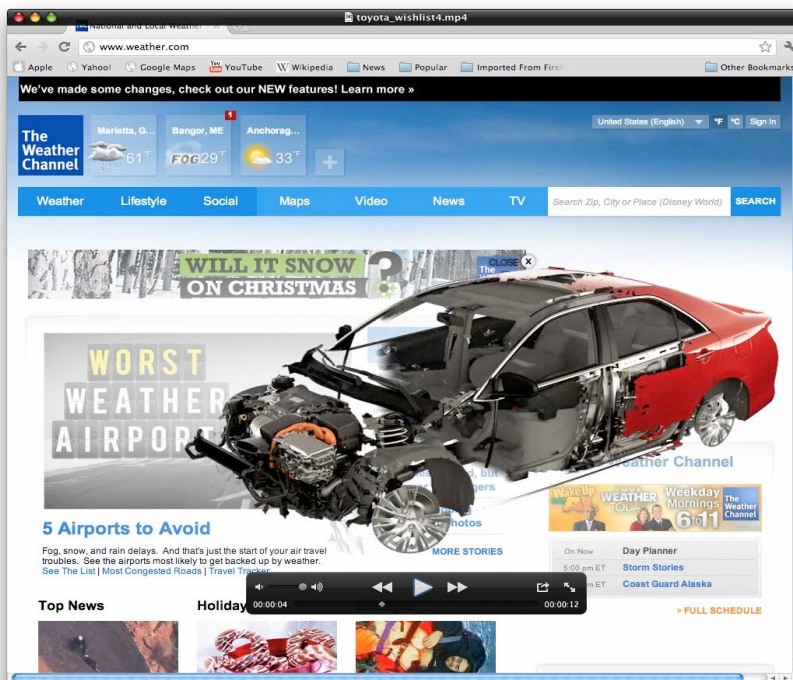 toyota_wishlist4.mp4
National and Local Weather
www.weather.com
Apple Yahoo! Google Maps YouTube Wikipedia News Popular Imported From Firef Other Bookmarks
We've made some changes, check out our NEW features! Learn more »
The Weather Channel
Marietta, G... 61°F
Bangor, ME FOG 29°F 1
Anchorag... 33°F
+
United States (English) °F °C Sign In
Weather Lifestyle Social Maps Video News TV Search Zip, City or Place (Disney World) SEARCH
WILL IT SNOW
ON CHRISTMAS ?
The
CLOSE X
WORST
WEATHER
AIRPOR
Weather Channel
Wake Up
YOUR WEATHER TODAY
Weekday
Mornings
6to11
The Weather Channel
5 Airports to Avoid
Fog, snow, and rain delays. And that's just the start of your air travel
troubles. See the airports most likely to get backed up by weather.
See The List | Most Congested Roads | Travel Tracker
photos
MORE STORIES
On Now Day Planner
5:00 pm ET Storm Stories
pm ET Coast Guard Alaska
> FULL SCHEDULE
00:00:04 00:00:12
Top News Holiday